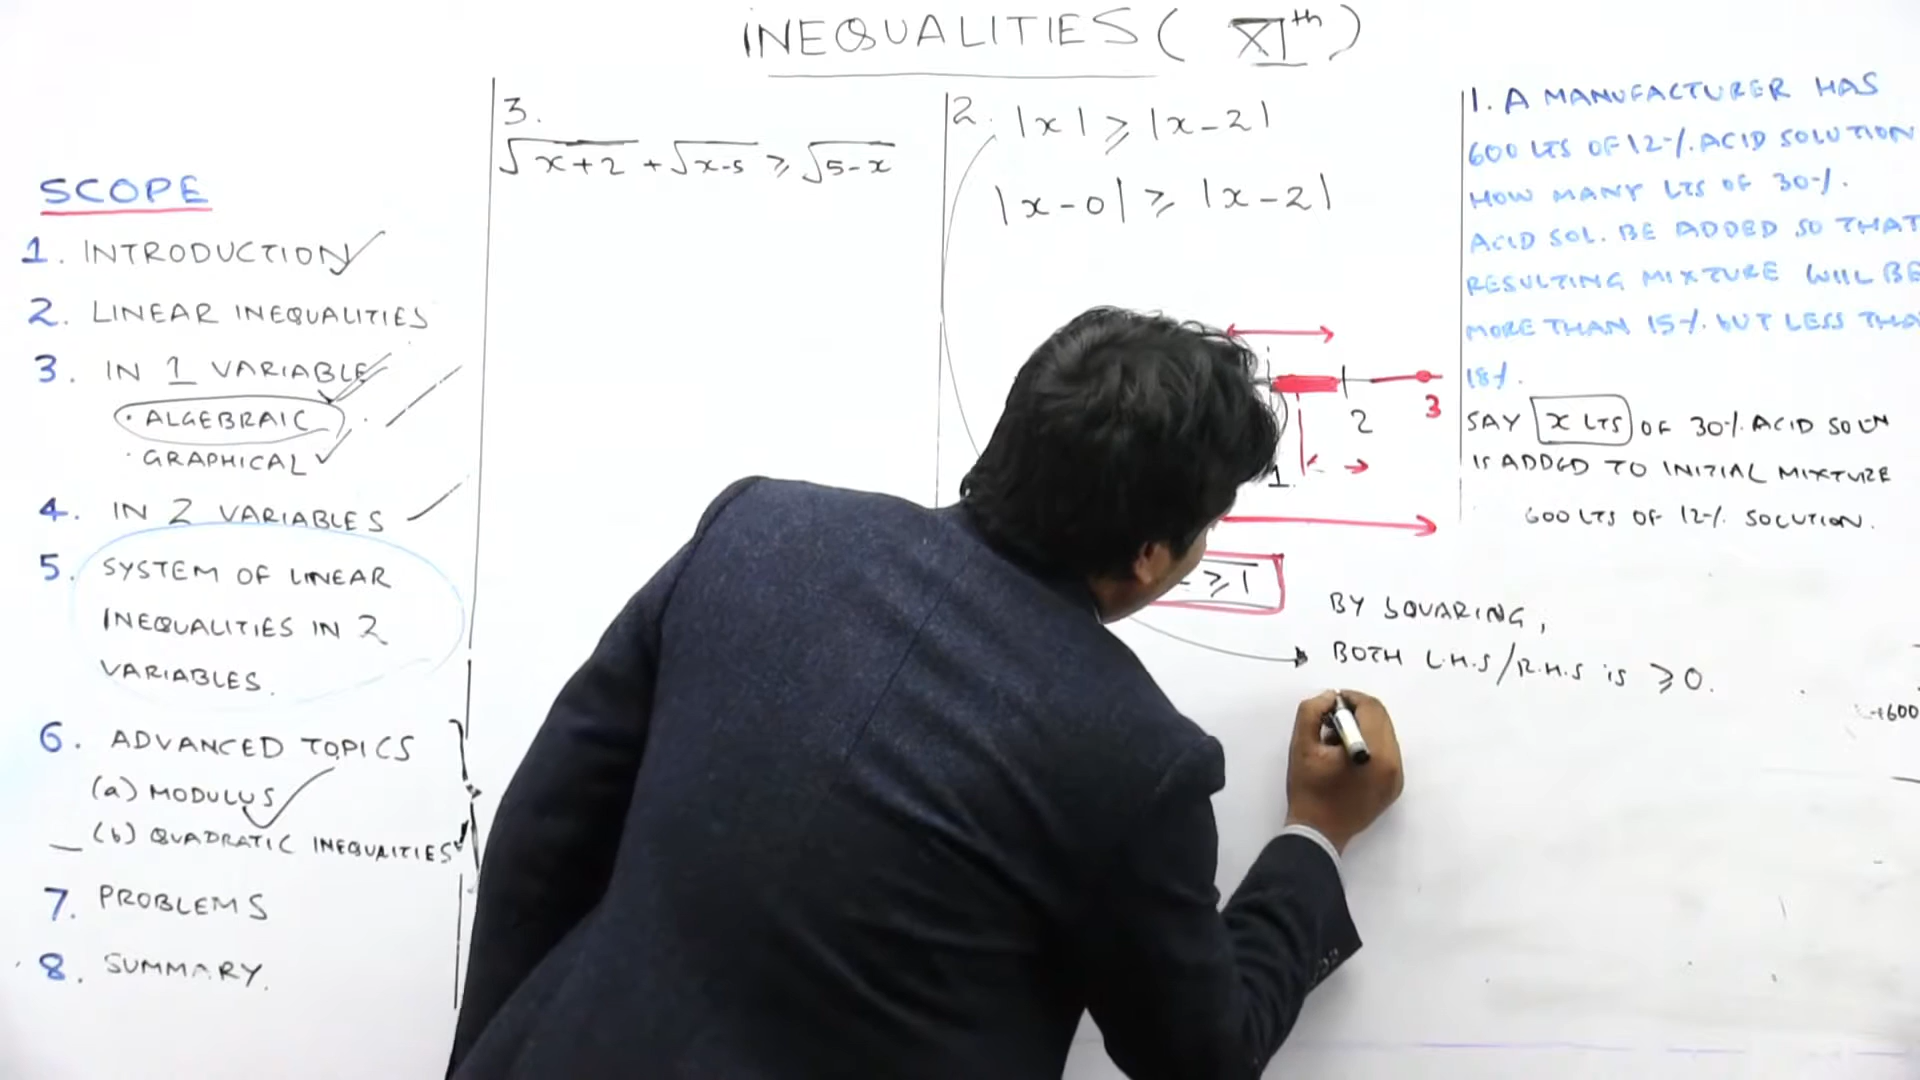 INEQUALITIES ( XIth )
SCOPE
1. INTRODUCTION
2. LINEAR INEQUALITIES
3. IN 1 VARIABLE
· ALGEBRAIC
· GRAPHICAL
4. IN 2 VARIABLES
5. SYSTEM OF LINEAR
INEQUALITIES IN 2
VARIABLES.
6. ADVANCED TOPICS
(a) MODULUS
(b) QUADRATIC INEQUAITIES
7. PROBLEMS
8. SUMMARY.
3.
√x+2 + √x-5 ≥ √5-x
2. |x| ≥ |x-2|
|x-0| ≥ |x-2|
2
3
1
≥ 1
BY SQUARING,
BOTH L.H.S/R.H.S is ≥ 0.
1. A MANUFACTURER HAS
600 LTS OF 12-/. ACID SOLUTION
HOW MANY LTS OF 30-/.
ACID SOL. BE ADDED SO THAT
RESULTING MIXTURE WILL BE
MORE THAN 15-/. BUT LESS THA
18/.
SAY x LTS OF 30-/. ACID SOLN
IS ADDED TO INITIAL MIXTURE
600 LTS OF 12-/. SOLUTION.
+600